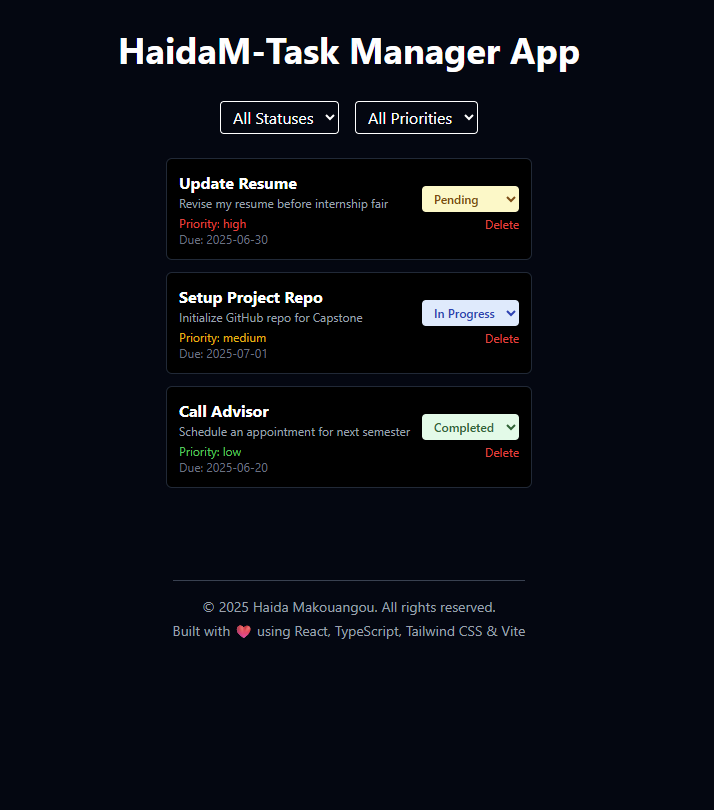 HaidaM-Task Manager App
All Statuses All Priorities
Update Resume
Revise my resume before internship fair
Priority: high
Due: 2025-06-30
Pending
Delete
Setup Project Repo
Initialize GitHub repo for Capstone
Priority: medium
Due: 2025-07-01
In Progress
Delete
Call Advisor
Schedule an appointment for next semester
Priority: low
Due: 2025-06-20
Completed
Delete
© 2025 Haida Makouangou. All rights reserved.
Built with 💗 using React, TypeScript, Tailwind CSS & Vite